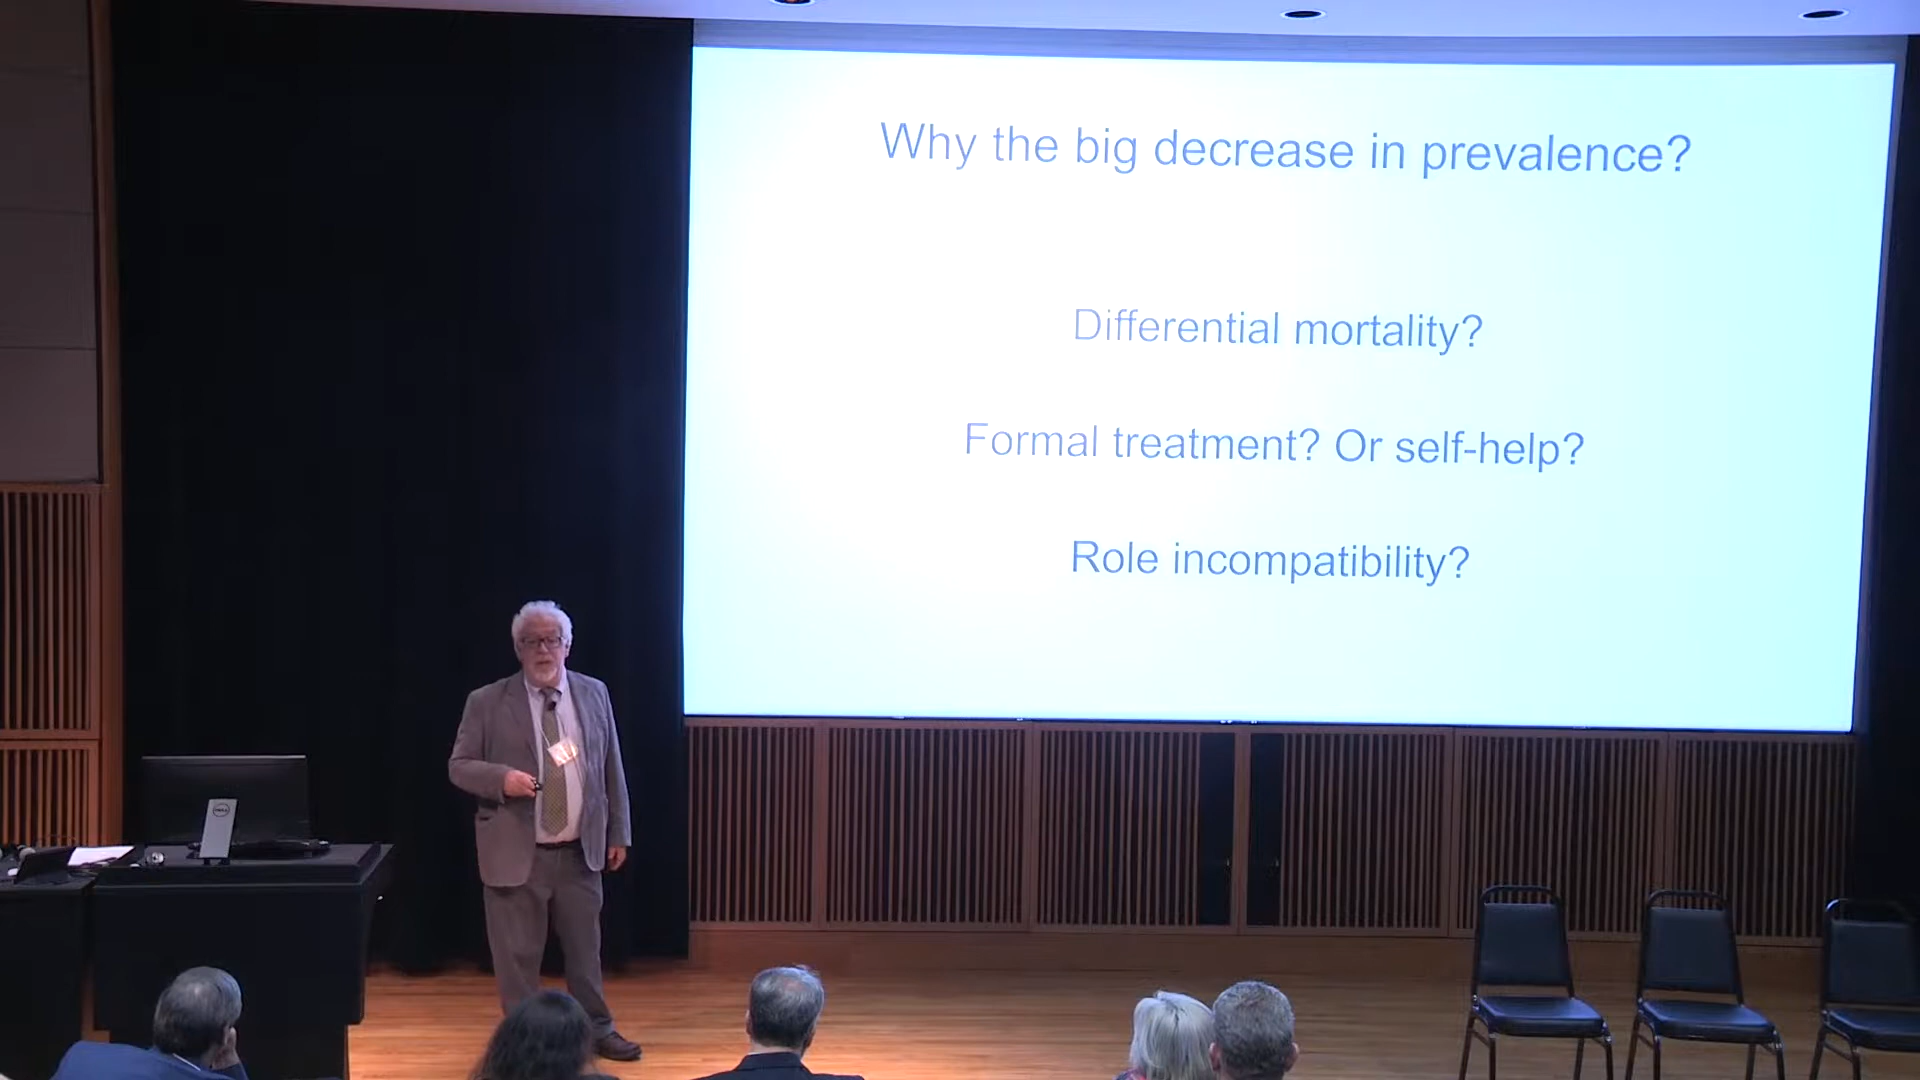 Why the big decrease in prevalence?
Differential mortality?
Formal treatment? Or self-help?
Role incompatibility?